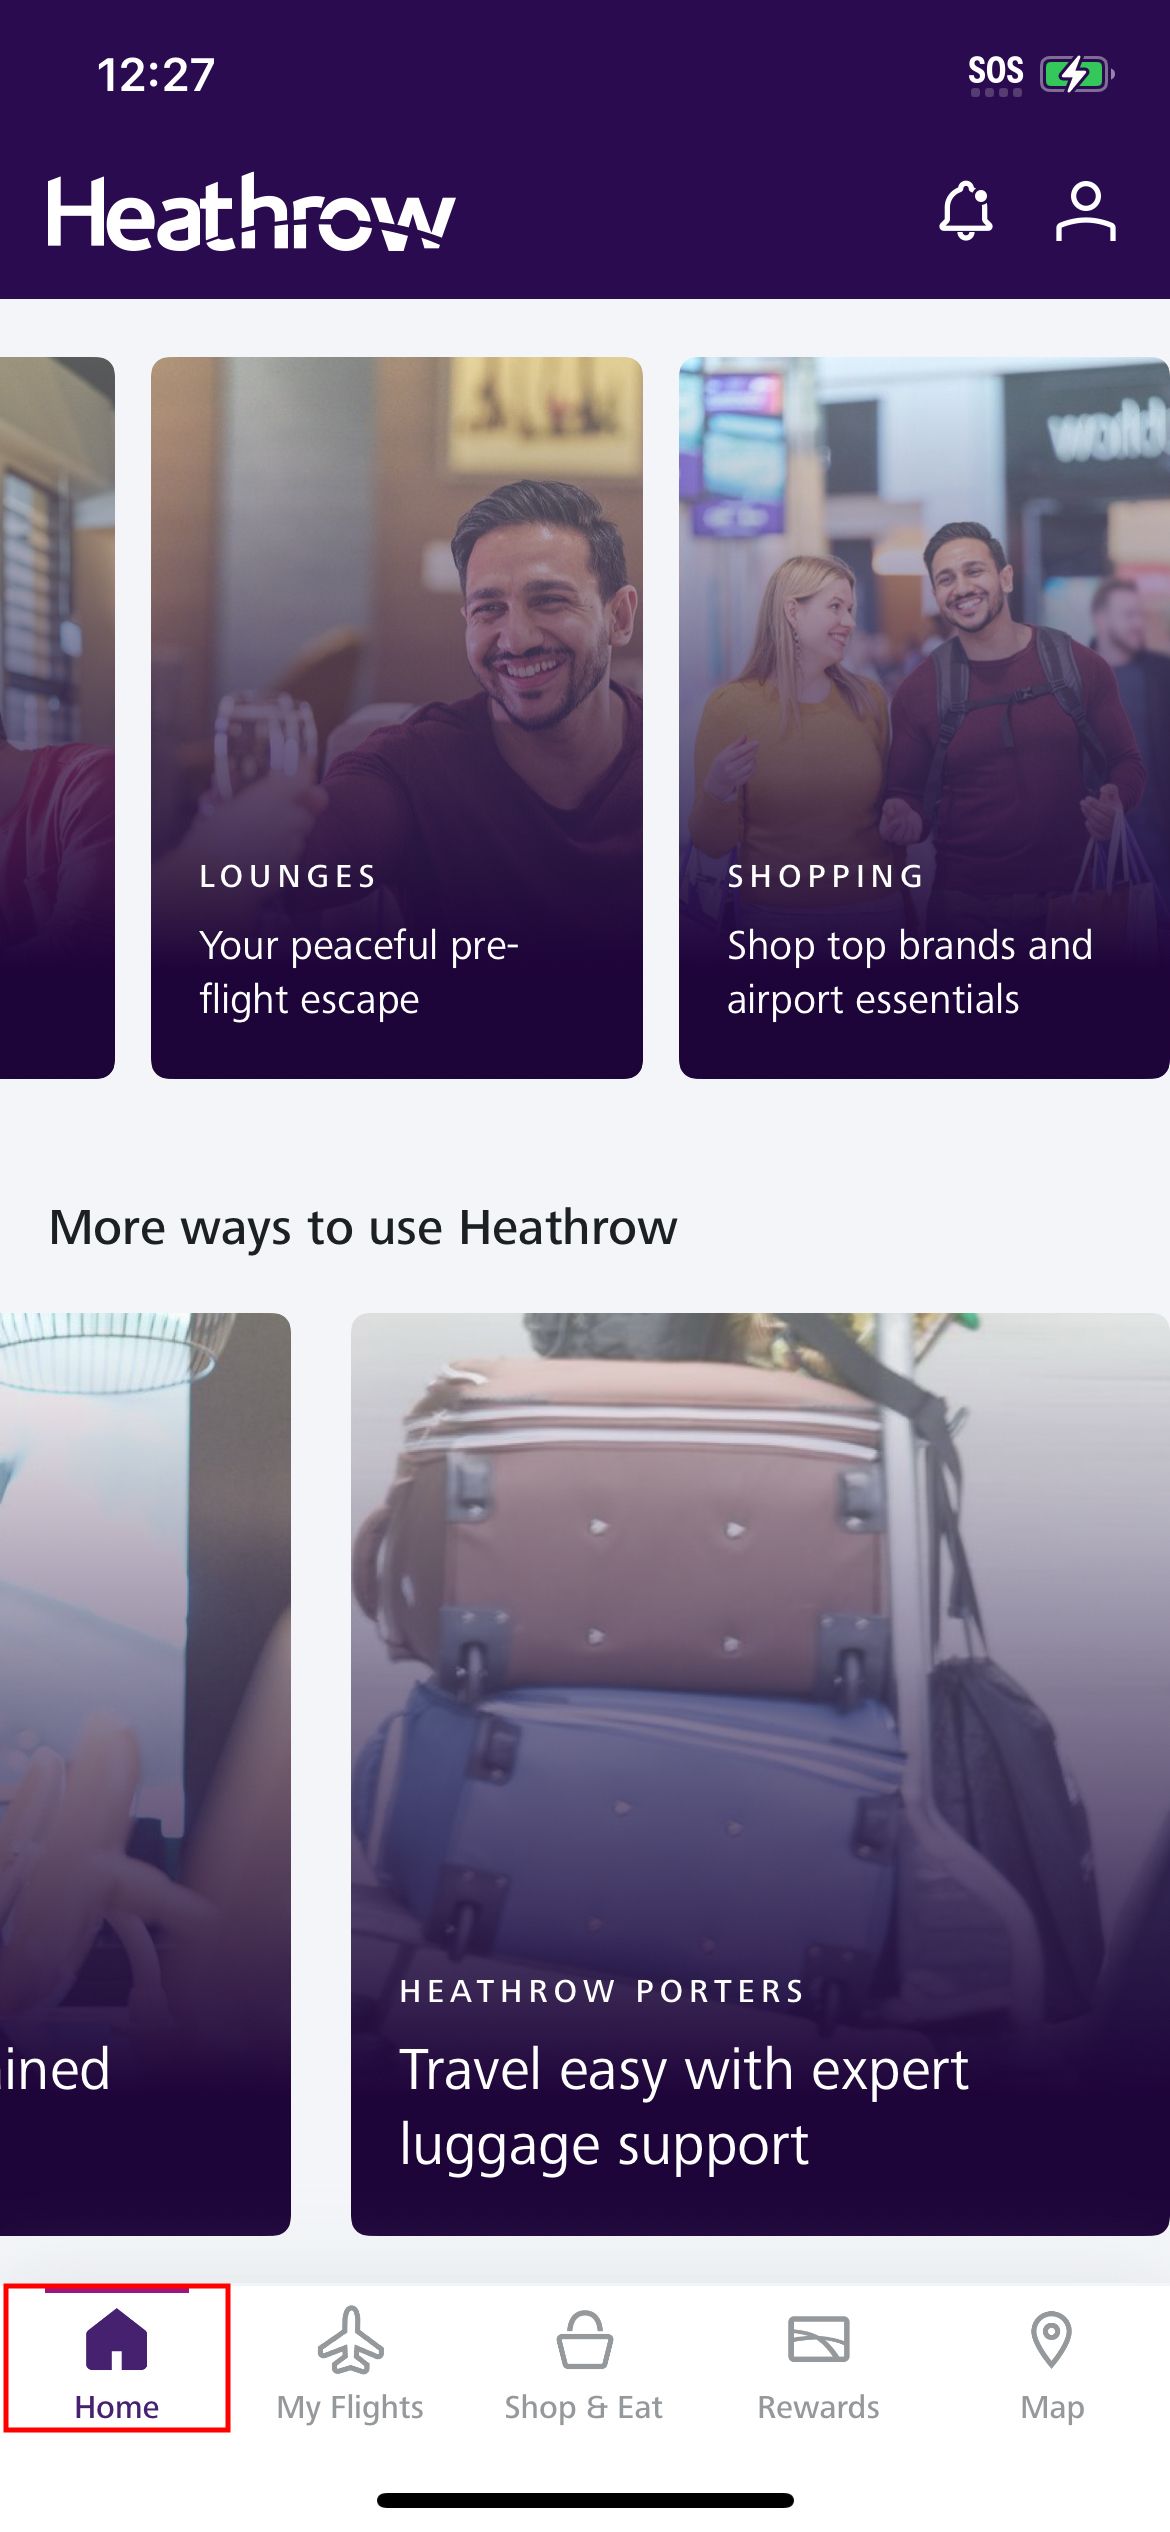 12:27
SOS
Heathrow
LOUNGES
Your peaceful pre-
flight escape
SHOPPING
Shop top brands and
airport essentials
More ways to use Heathrow
HEATHROW PORTERS
Travel easy with expert
luggage support
Home
My Flights
Shop & Eat
Rewards
Map